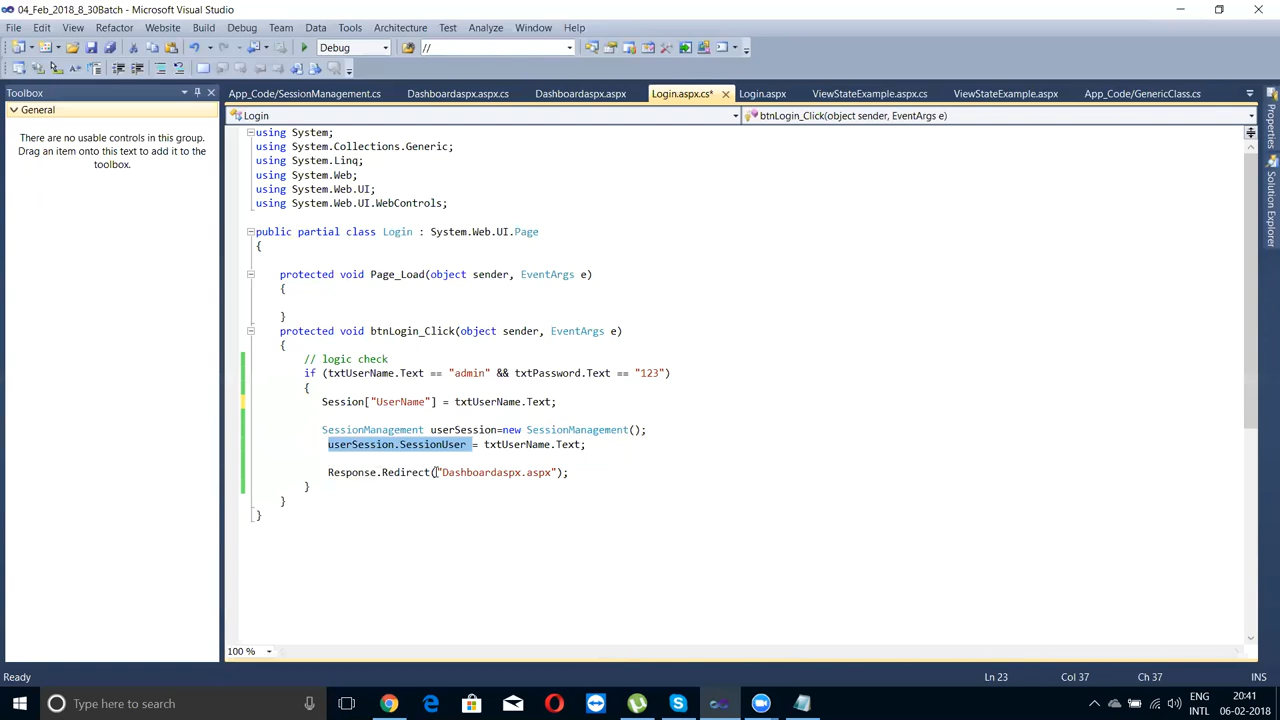 04_Feb_2018_8_30Batch - Microsoft Visual Studio
File Edit View Refactor Website Build Debug Team Data Tools Architecture Test Analyze Window Help
Debug //
Toolbox
App_Code/SessionManagement.cs Dashboardaspx.aspx.cs Dashboardaspx.aspx Login.aspx.cs* Login.aspx ViewStateExample.aspx.cs ViewStateExample.aspx App_Code/GenericClass.cs
General
Login btnLogin_Click(object sender, EventArgs e)
There are no usable controls in this group.
Drag an item onto this text to add it to the
toolbox.
using System;
using System.Collections.Generic;
using System.Linq;
using System.Web;
using System.Web.UI;
using System.Web.UI.WebControls;
public partial class Login : System.Web.UI.Page
{
protected void Page_Load(object sender, EventArgs e)
{
}
protected void btnLogin_Click(object sender, EventArgs e)
{
// logic check
if (txtUserName.Text == "admin" && txtPassword.Text == "123")
{
Session["UserName"] = txtUserName.Text;
SessionManagement userSession=new SessionManagement();
userSession.SessionUser = txtUserName.Text;
Response.Redirect("Dashboardaspx.aspx");
}
}
}
Properties
Solution Explorer
100 %
Ready Ln 23 Col 37 Ch 37 INS
Type here to search
ENG
INTL
20:41
06-02-2018